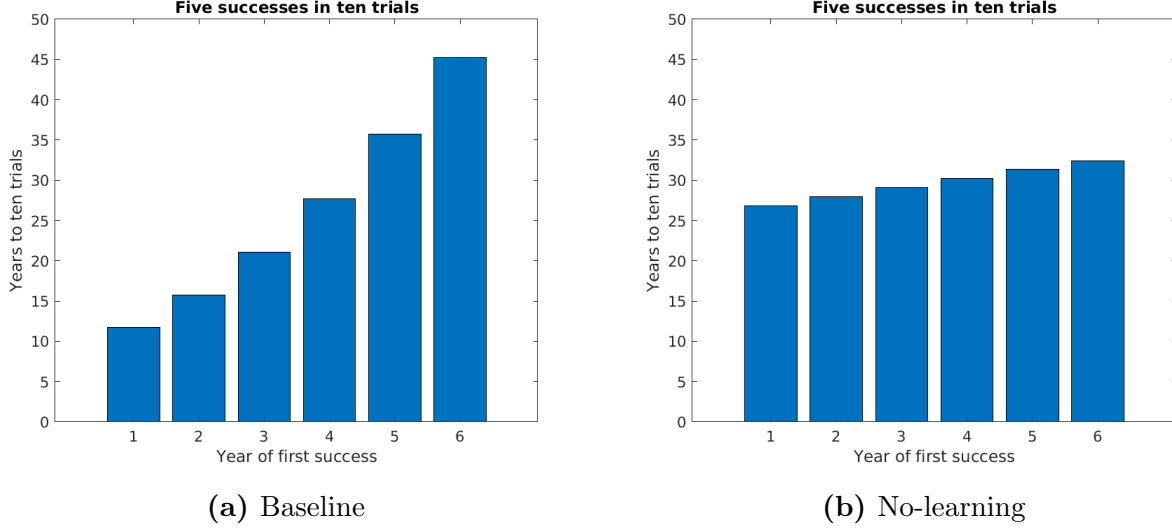 Five successes in ten trials
50
45
40
35
30
25
20
15
10
5
0
Years to ten trials
1 2 3 4 5 6
Year of first success
(a) Baseline
Five successes in ten trials
50
45
40
35
30
25
20
15
10
5
0
Years to ten trials
1 2 3 4 5 6
Year of first success
(b) No-learning